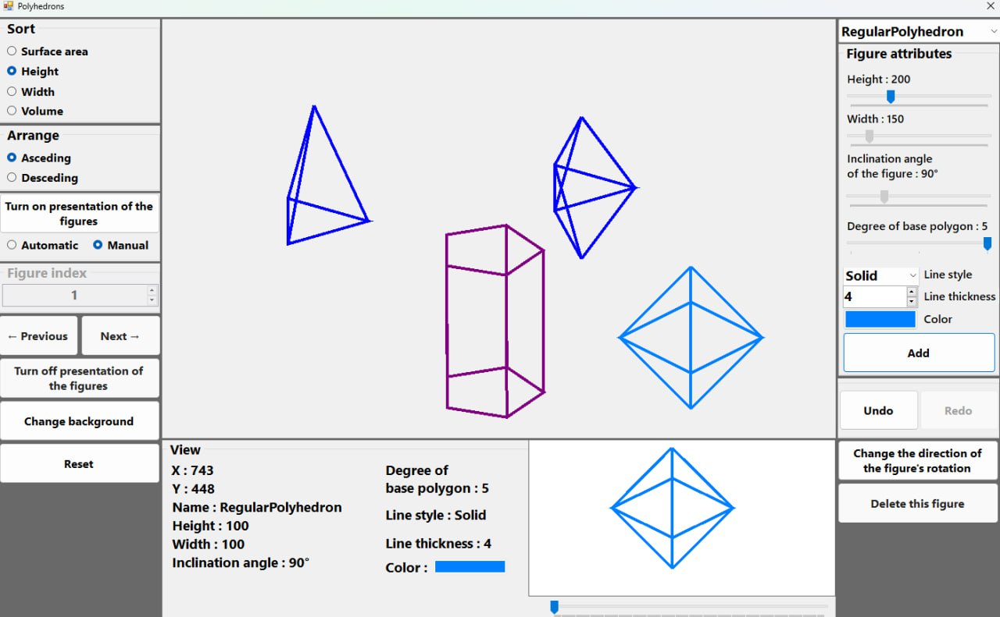 Polyhedrons
Sort
Surface area
Height
Width
Volume
Arrange
Asceding
Desceding
Turn on presentation of the
figures
Automatic
Manual
Figure index
1
← Previous
Next →
Turn off presentation of
the figures
Change background
Reset
View
X : 743
Y : 448
Name : RegularPolyhedron
Height : 100
Width : 100
Inclination angle : 90°
Degree of
base polygon : 5
Line style : Solid
Line thickness : 4
Color :
RegularPolyhedron
Figure attributes
Height : 200
Width : 150
Inclination angle
of the figure : 90°
Degree of base polygon : 5
Solid Line style
4 Line thickness
Color
Add
Undo
Redo
Change the direction of
the figure's rotation
Delete this figure